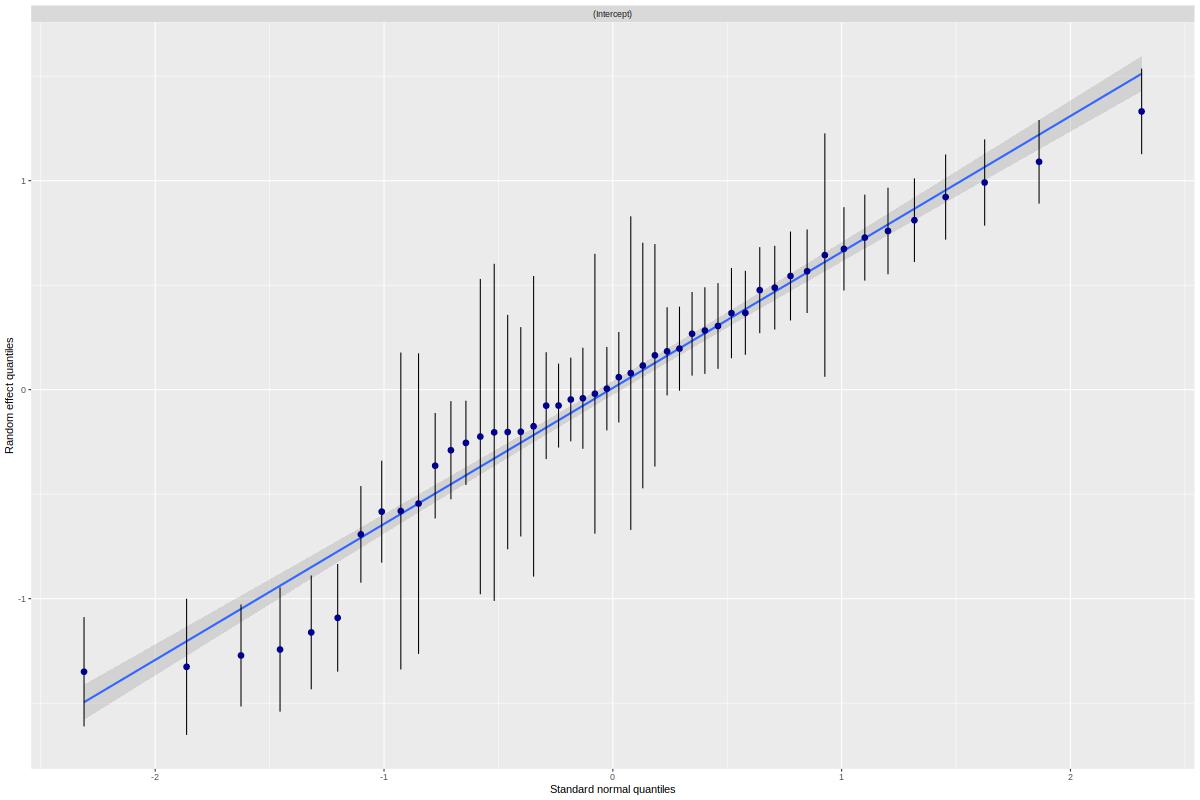 (Intercept)
Random effect quantiles
1
0
-1
-2
-1
0
1
2
Standard normal quantiles